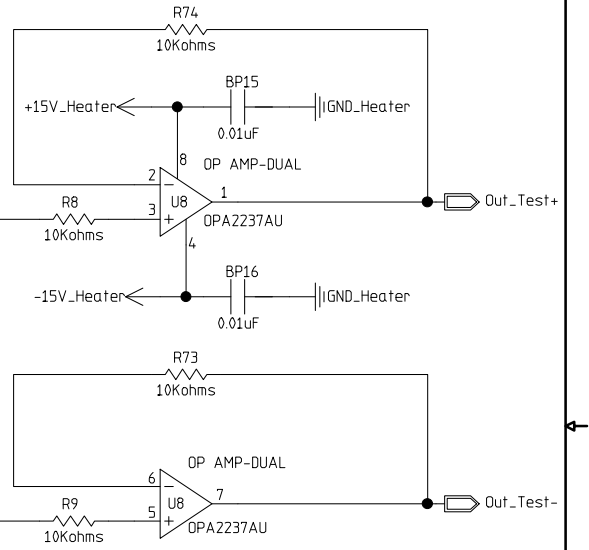 R74
10Kohms
BP15
+15V_Heater
GND_Heater
0.01uF
8
OP AMP-DUAL
2
U8
1
R8
3
OPA2237AU
Out_Test+
10Kohms
4
BP16
-15V_Heater
GND_Heater
0.01uF
R73
10Kohms
OP AMP-DUAL
6
U8
7
R9
5
OPA2237AU
Out_Test-
10Kohms